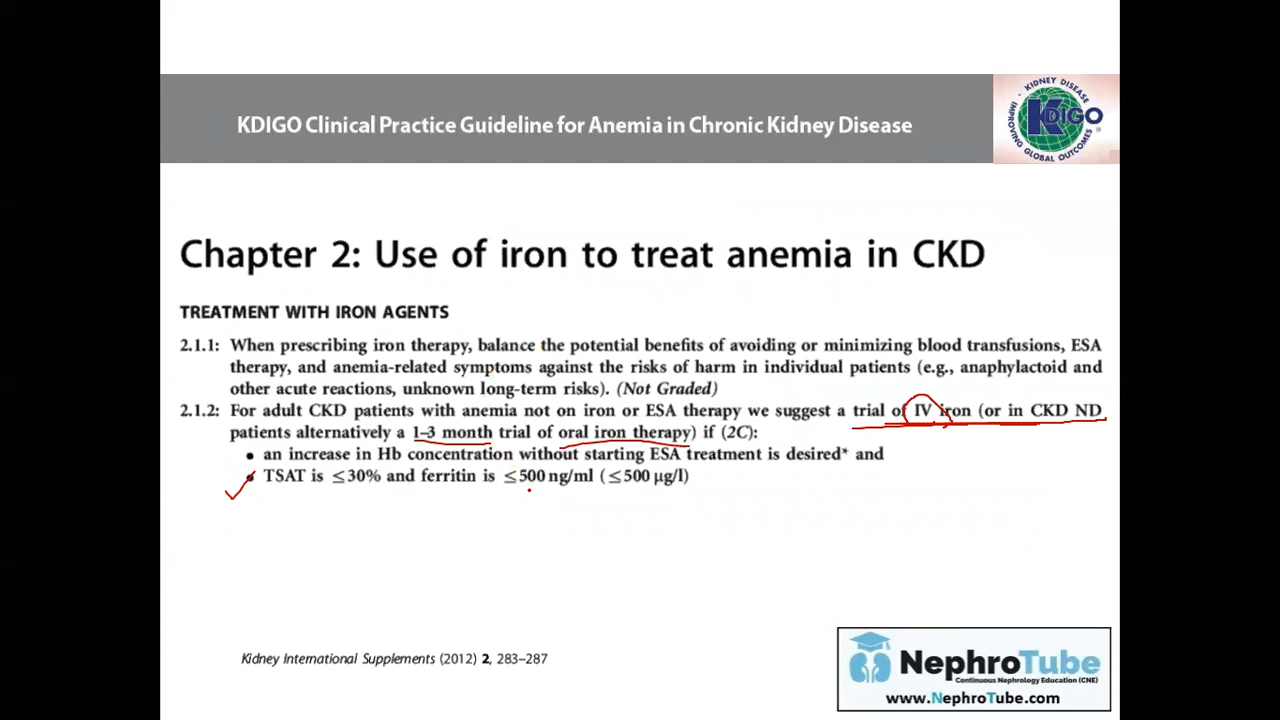 KDIGO Clinical Practice Guideline for Anemia in Chronic Kidney Disease
KIDNEY DISEASE
KDIGO
®
IMPROVING GLOBAL OUTCOMES
Chapter 2: Use of iron to treat anemia in CKD
TREATMENT WITH IRON AGENTS
2.1.1: When prescribing iron therapy, balance the potential benefits of avoiding or minimizing blood transfusions, ESA
therapy, and anemia-related symptoms against the risks of harm in individual patients (e.g., anaphylactoid and
other acute reactions, unknown long-term risks). (Not Graded)
2.1.2: For adult CKD patients with anemia not on iron or ESA therapy we suggest a trial of IV iron (or in CKD ND
patients alternatively a 1–3 month trial of oral iron therapy) if (2C):
• an increase in Hb concentration without starting ESA treatment is desired* and
• TSAT is ≤30% and ferritin is ≤500 ng/ml (≤500 µg/l)
Kidney International Supplements (2012) 2, 283–287
NephroTube
Continuous Nephrology Education (CNE)
www.NephroTube.com